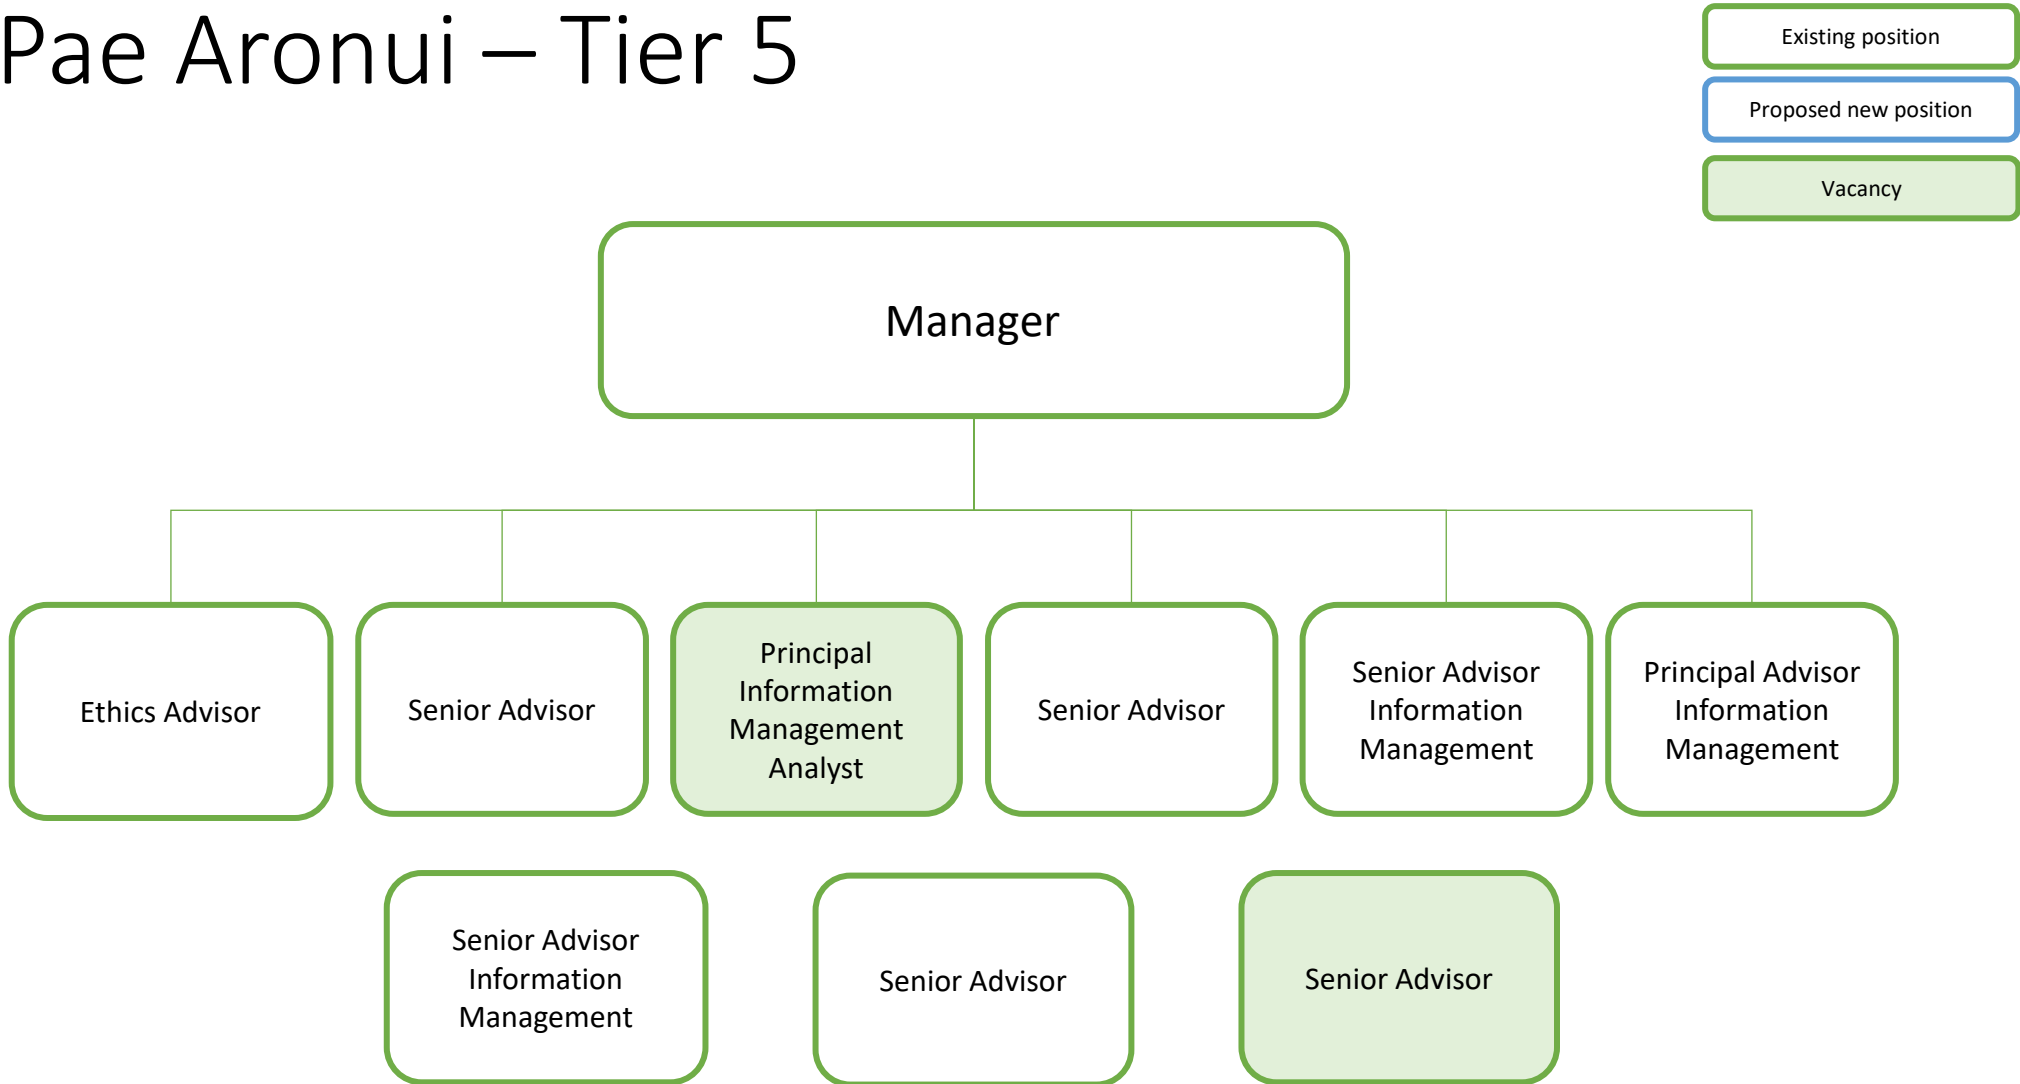 Pae Aronui – Tier 5
Existing position
Proposed new position
Vacancy
Manager
Ethics Advisor
Senior Advisor
Principal
Information
Management
Analyst
Senior Advisor
Senior Advisor
Information
Management
Principal Advisor
Information
Management
Senior Advisor
Information
Management
Senior Advisor
Senior Advisor